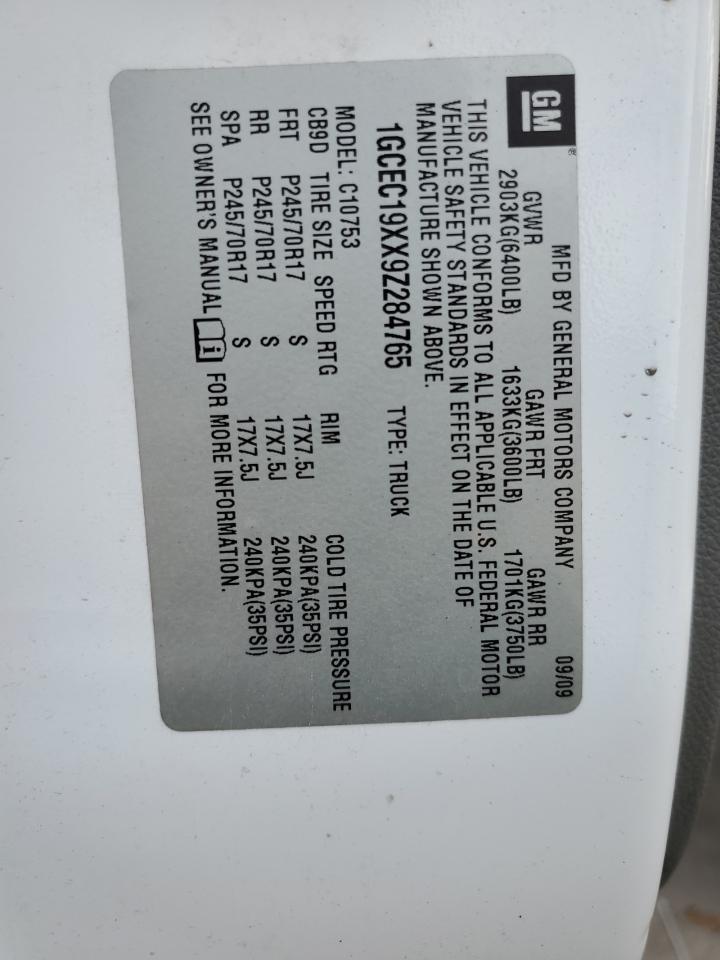 GM®
MFD BY GENERAL MOTORS COMPANY 09/09
GVWR GAWR FRT GAWR RR
2903KG(6400LB) 1633KG(3600LB) 1701KG(3750LB)
THIS VEHICLE CONFORMS TO ALL APPLICABLE U.S. FEDERAL MOTOR
VEHICLE SAFETY STANDARDS IN EFFECT ON THE DATE OF
MANUFACTURE SHOWN ABOVE.
1GCEC19XX9Z284765 TYPE: TRUCK
MODEL: C10753
CB9D TIRE SIZE SPEED RTG RIM COLD TIRE PRESSURE
FRT P245/70R17 S 17X7.5J 240KPA(35PSI)
RR P245/70R17 S 17X7.5J 240KPA(35PSI)
SPA P245/70R17 S 17X7.5J 240KPA(35PSI)
SEE OWNER'S MANUAL i FOR MORE INFORMATION.